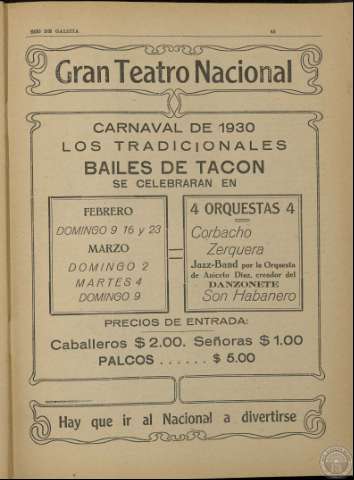 ECO DE GALICIA
Gran Teatro Nacional
CARNAVAL DE 1930
LOS TRADICIONALES
BAILES DE TACON
SE CELEBRARAN EN
FEBRERO
DOMINGO 9 16 y 23
MARZO
DOMINGO 2
MARTES 4
DOMINGO 9
4 ORQUESTAS 4
Corbacho
Zerquera
Jazz-Band por la Orquesta
de Aniceto Díaz, creador del
DANZONETE
Son Habanero
PRECIOS DE ENTRADA:
Caballeros $ 2.00. Señoras $ 1.00
PALCOS . . . . . . $ 5.00
Hay que ir al Nacional a divertirse